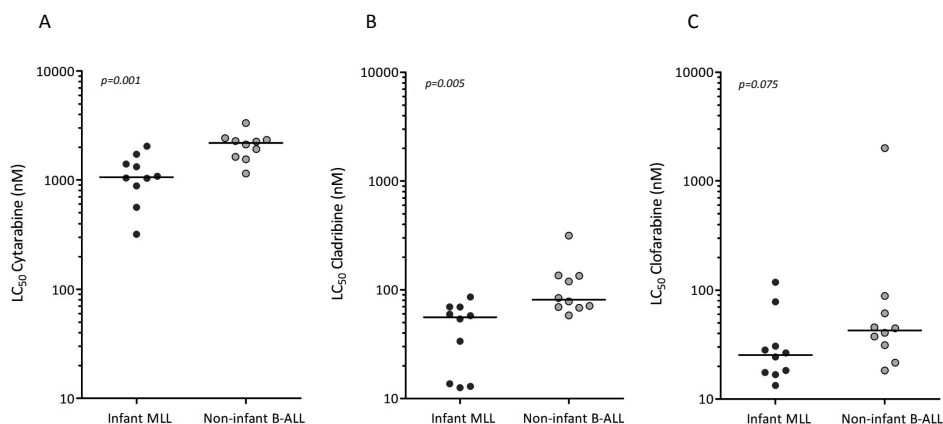 A
p=0.001
LC50 Cytarabine (nM)
10000
1000
100
10
Infant MLL Non-infant B-ALL
B
p=0.005
LC50 Cladribine (nM)
10000
1000
100
10
Infant MLL Non-infant B-ALL
C
p=0.075
LC50 Clofarabine (nM)
10000
1000
100
10
Infant MLL Non-infant B-ALL